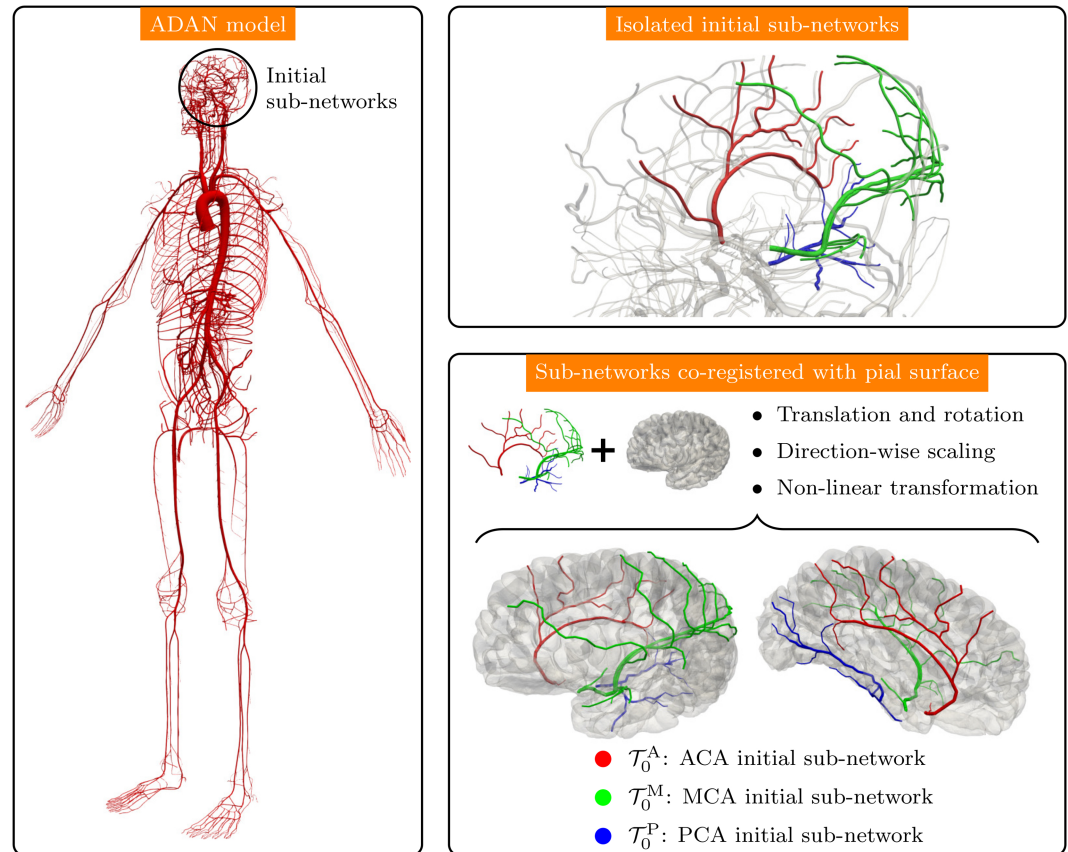 ADAN model
Initial
sub-networks
Isolated initial sub-networks
Sub-networks co-registered with pial surface
+
• Translation and rotation
• Direction-wise scaling
• Non-linear transformation
𝒯₀ᴬ: ACA initial sub-network
𝒯₀ᴹ: MCA initial sub-network
𝒯₀ᴾ: PCA initial sub-network